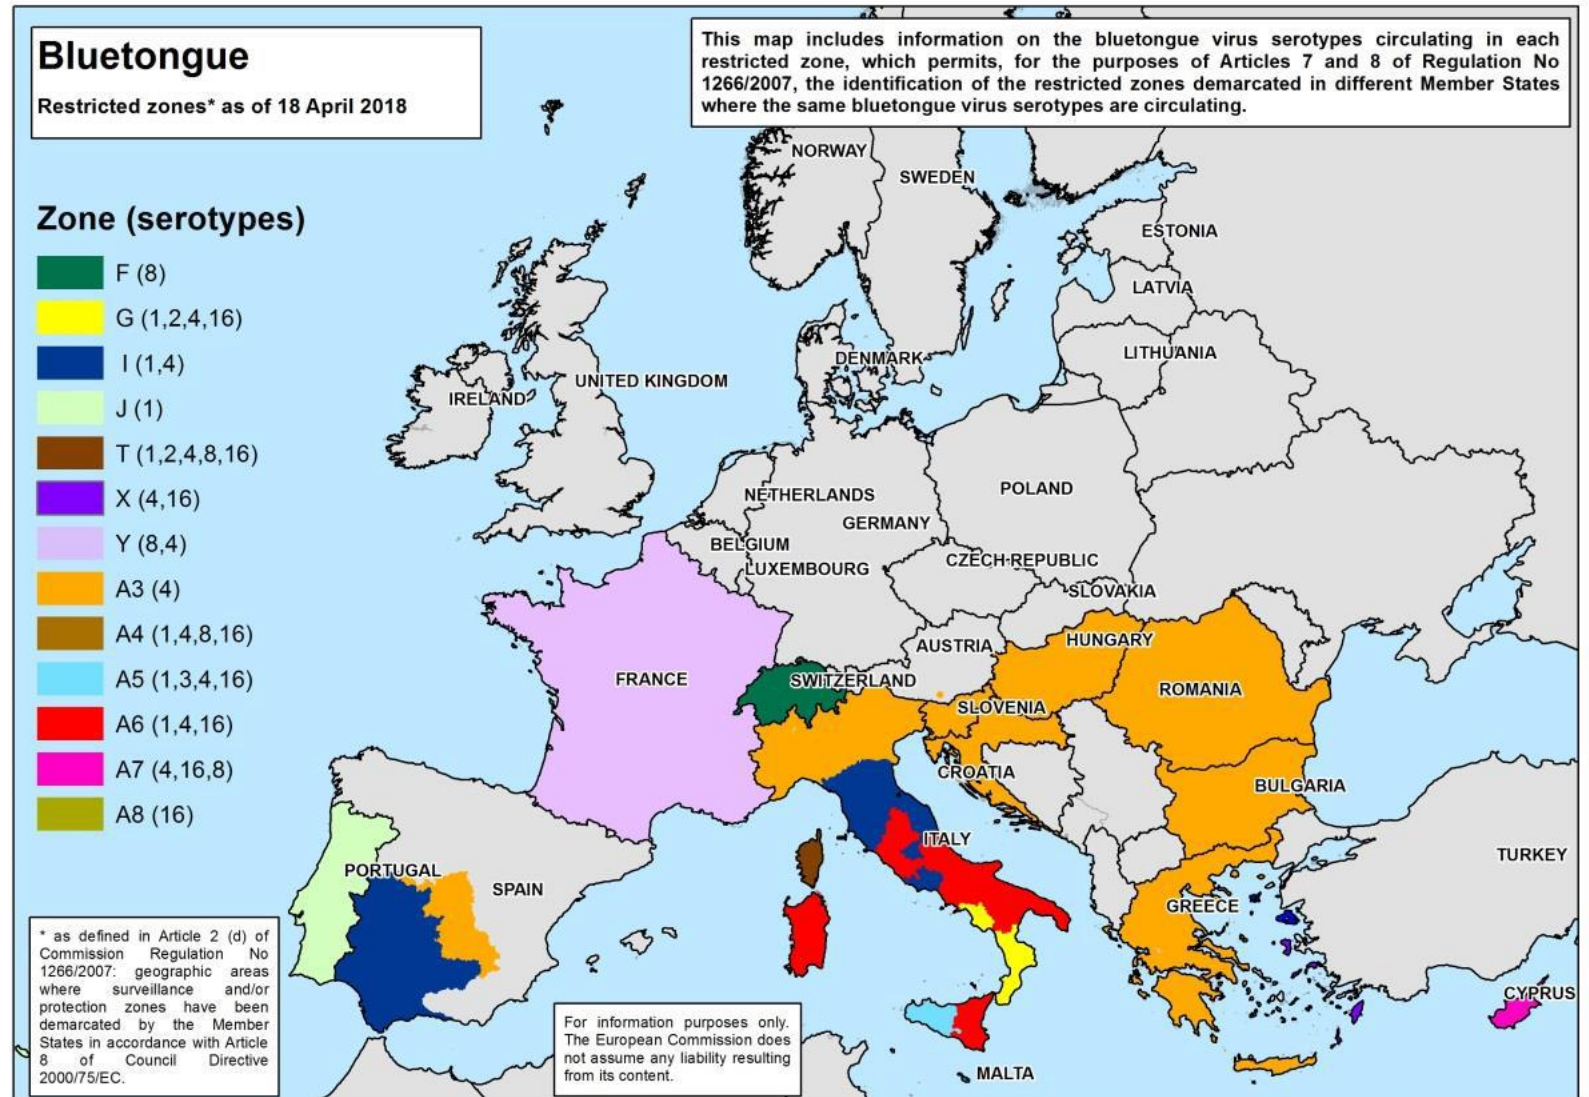 Bluetongue
Restricted zones* as of 18 April 2018
This map includes information on the bluetongue virus serotypes circulating in each
restricted zone, which permits, for the purposes of Articles 7 and 8 of Regulation No
1266/2007, the identification of the restricted zones demarcated in different Member States
where the same bluetongue virus serotypes are circulating.
Zone (serotypes)
F (8)
G (1,2,4,16)
I (1,4)
J (1)
T (1,2,4,8,16)
X (4,16)
Y (8,4)
A3 (4)
A4 (1,4,8,16)
A5 (1,3,4,16)
A6 (1,4,16)
A7 (4,16,8)
A8 (16)
NORWAY
SWEDEN
ESTONIA
LATVIA
LITHUANIA
DENMARK
UNITED KINGDOM
IRELAND
NETHERLANDS
POLAND
GERMANY
BELGIUM
CZECH REPUBLIC
LUXEMBOURG
SLOVAKIA
AUSTRIA
HUNGARY
FRANCE
SWITZERLAND
ROMANIA
SLOVENIA
CROATIA
BULGARIA
ITALY
TURKEY
PORTUGAL
SPAIN
GREECE
CYPRUS
MALTA
* as defined in Article 2 (d) of
Commission Regulation No
1266/2007: geographic areas
where surveillance and/or
protection zones have been
demarcated by the Member
States in accordance with Article
8 of Council Directive
2000/75/EC.
For information purposes only.
The European Commission does
not assume any liability resulting
from its content.